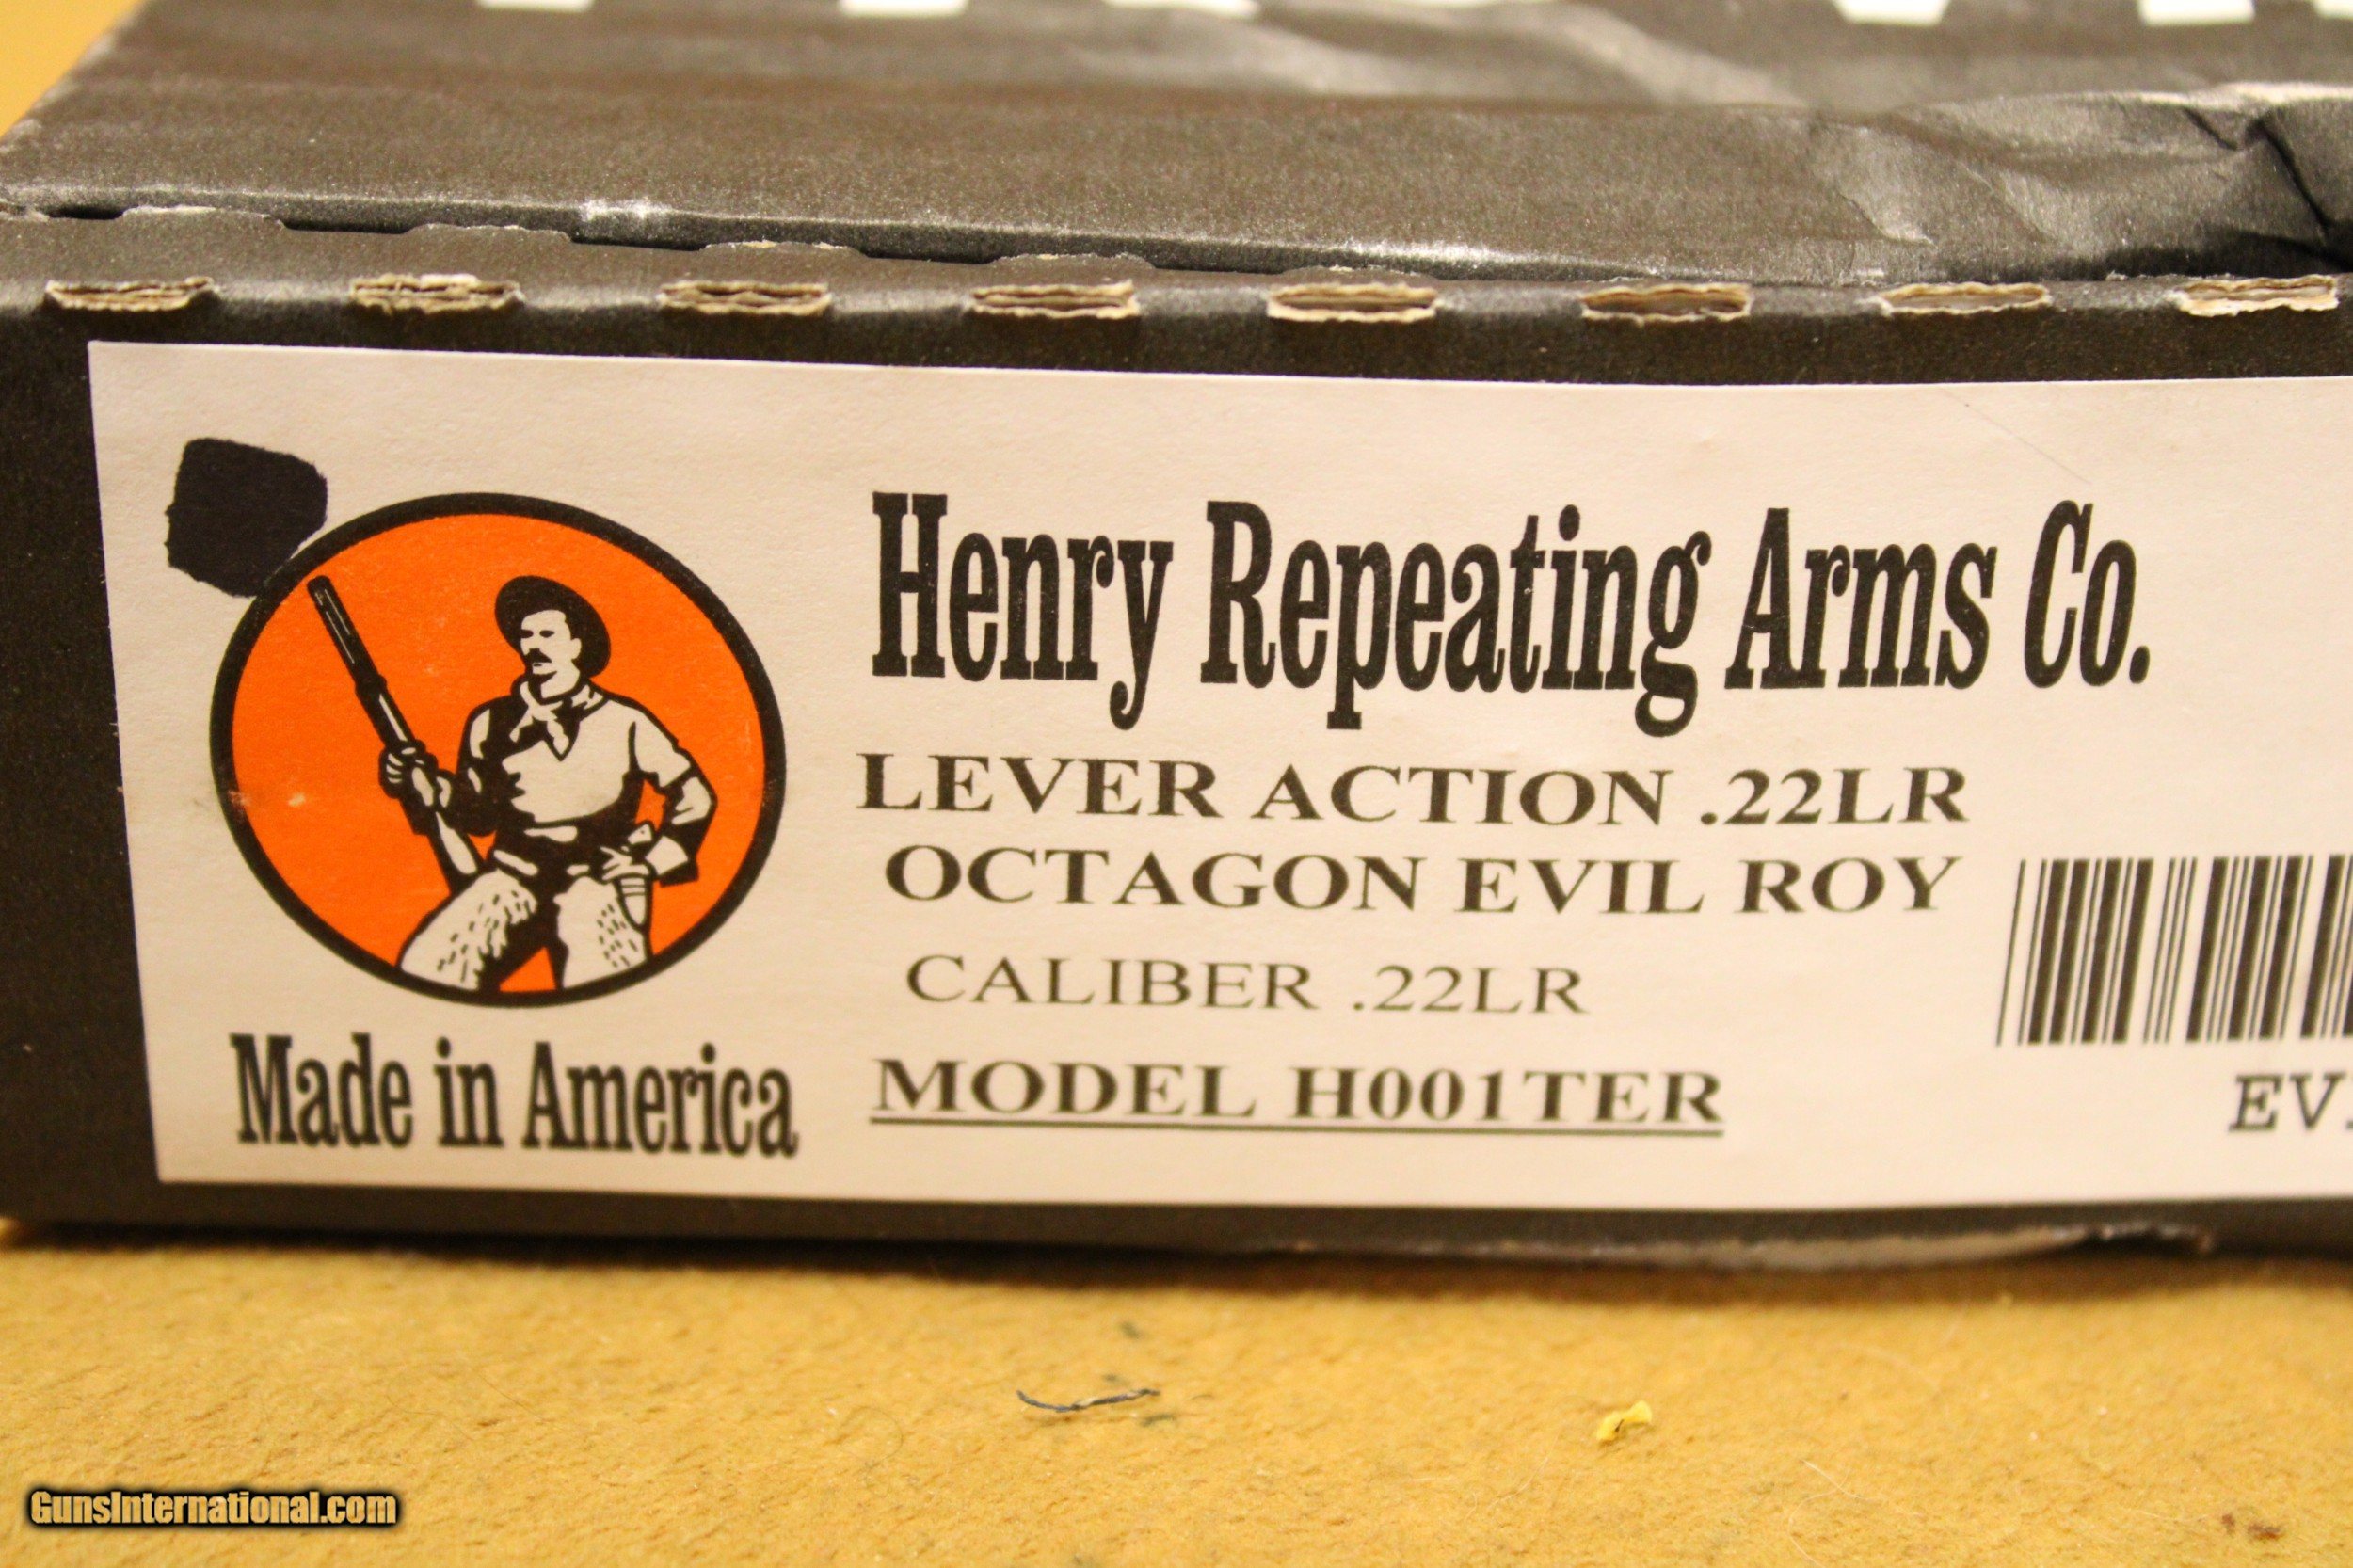 Henry Repeating Arms Co.
LEVER ACTION .22LR
OCTAGON EVIL ROY
CALIBER .22LR
MODEL H001TER
Made in America
EV
GunsInternational.com